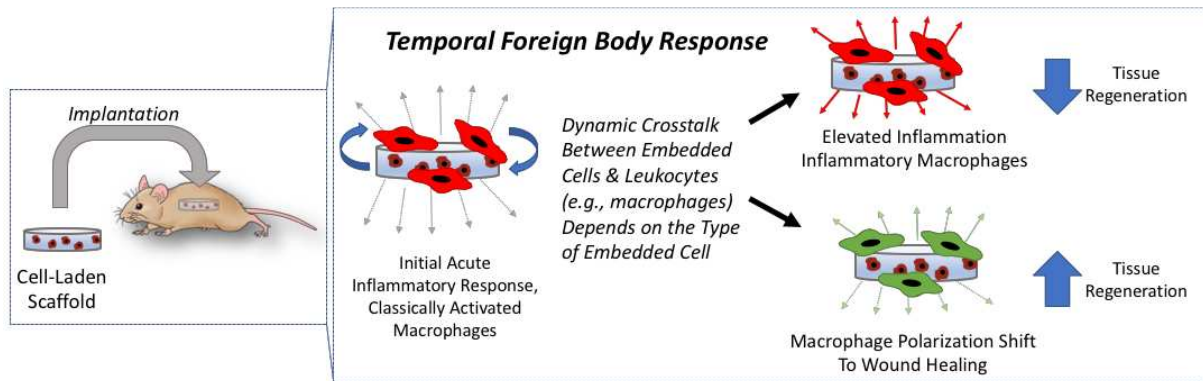 Temporal Foreign Body Response
Implantation
Cell-Laden
Scaffold
Initial Acute
Inflammatory Response,
Classically Activated
Macrophages
Dynamic Crosstalk
Between Embedded
Cells & Leukocytes
(e.g., macrophages)
Depends on the Type
of Embedded Cell
Elevated Inflammation
Inflammatory Macrophages
Tissue
Regeneration
Macrophage Polarization Shift
To Wound Healing
Tissue
Regeneration